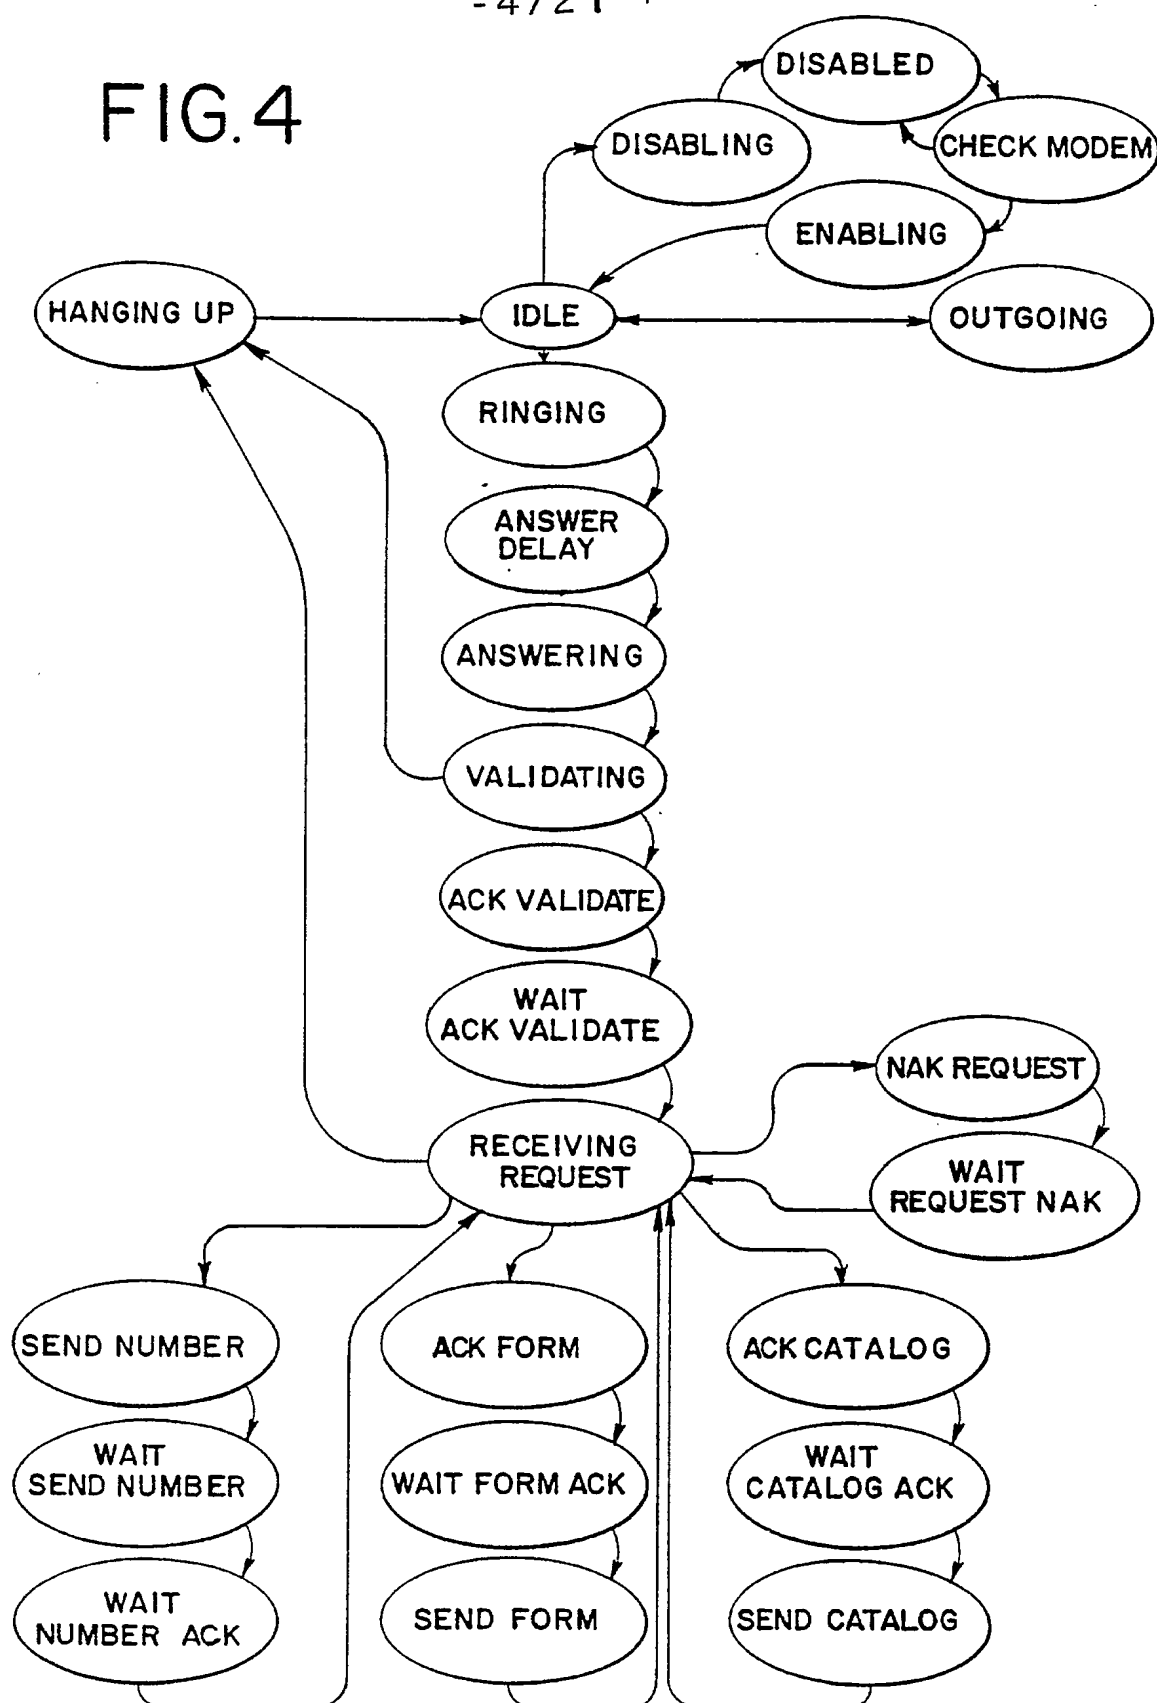 FIG.4
DISABLED
DISABLING
CHECK MODEM
ENABLING
HANGING UP
IDLE
OUTGOING
RINGING
ANSWER
DELAY
ANSWERING
VALIDATING
ACK VALIDATE
WAIT
ACK VALIDATE
NAK REQUEST
RECEIVING
REQUEST
WAIT
REQUEST NAK
SEND NUMBER
ACK FORM
ACK CATALOG
WAIT
SEND NUMBER
WAIT FORM ACK
WAIT
CATALOG ACK
WAIT
NUMBER ACK
SEND FORM
SEND CATALOG